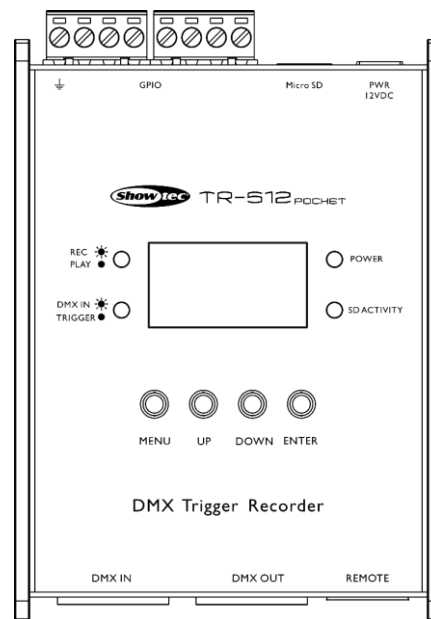 GPIO Micro SD PWR
12VDC
Showtec TR-512 POCKET
REC
PLAY
POWER
DMX IN
TRIGGER
SD ACTIVITY
MENU UP DOWN ENTER
DMX Trigger Recorder
DMX IN DMX OUT REMOTE